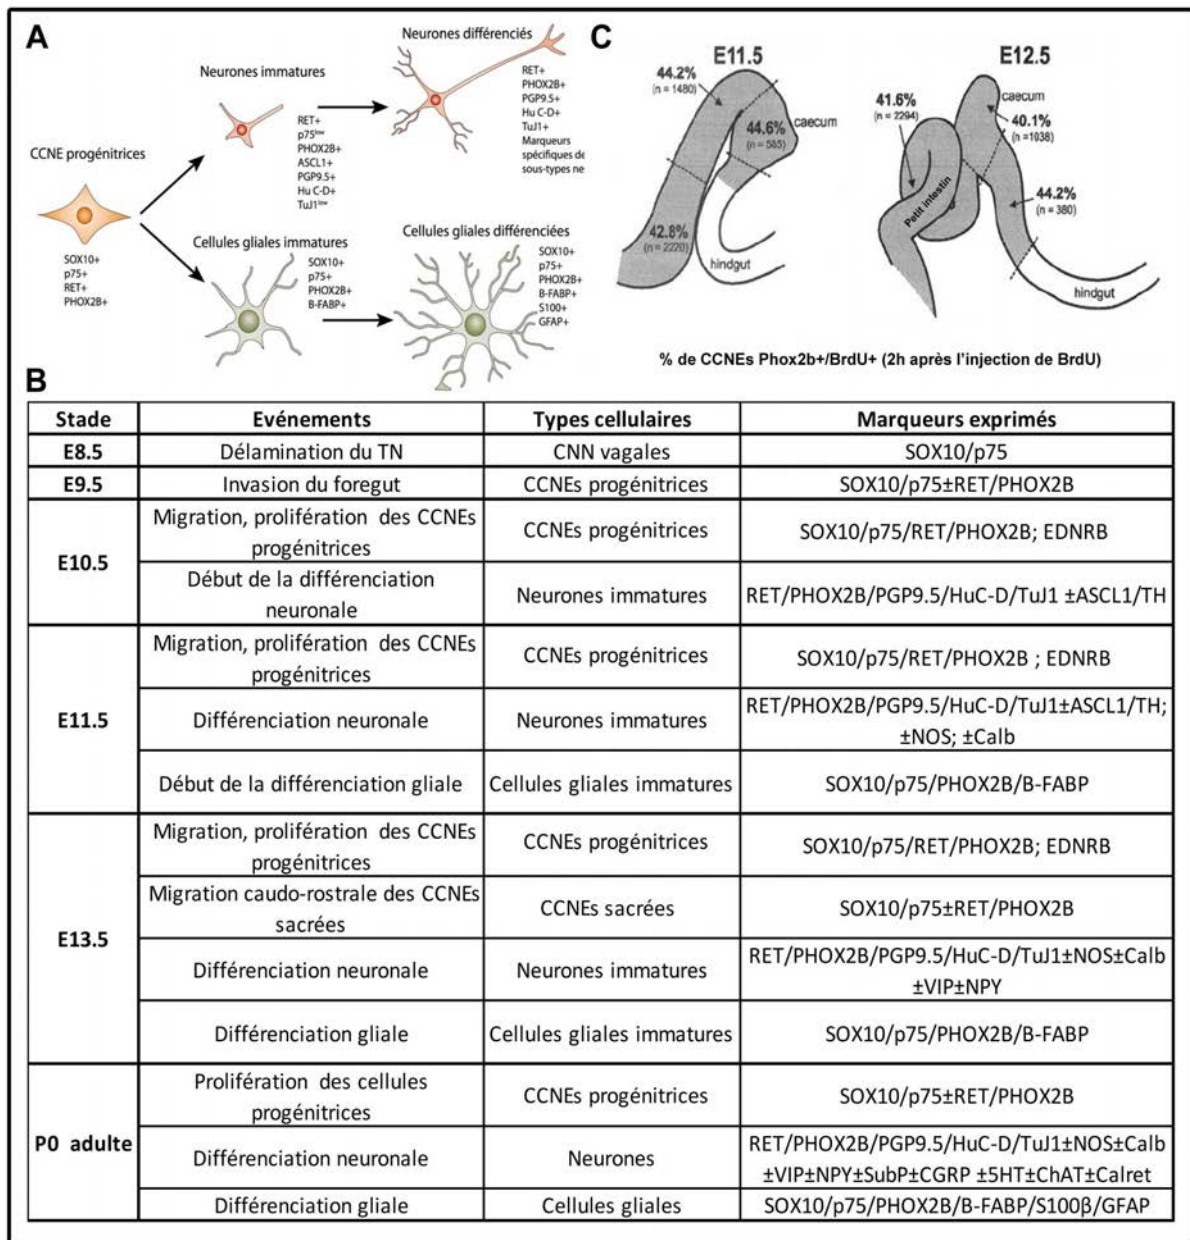 A
Neurones différenciés
RET+
PHOX2B+
PGP9.5+
Hu C-D+
TuJ1+
Marqueurs
spécifiques de
sous-types ne
Neurones immatures
RET+
p75low
PHOX2B+
ASCL1+
PGP9.5+
Hu C-D+
TuJ1low
CCNE progénitrices
SOX10+
p75+
RET+
PHOX2B+
Cellules gliales immatures
SOX10+
p75+
PHOX2B+
B-FABP+
Cellules gliales différenciées
SOX10+
p75+
PHOX2B+
B-FABP+
S100+
GFAP+
C
E11.5
44.2%
(n = 1480)
44.6%
(n = 585)
caecum
42.8%
(n = 2220)
hindgut
E12.5
41.6%
(n = 2294)
caecum
40.1%
(n =1038)
Petit intestin
44.2%
(n = 380)
hindgut
% de CCNEs Phox2b+/BrdU+ (2h après l'injection de BrdU)
B
Stade Evénements Types cellulaires Marqueurs exprimés
E8.5 Délamination du TN CNN vagales SOX10/p75
E9.5 Invasion du foregut CCNEs progénitrices SOX10/p75±RET/PHOX2B
E10.5
Migration, prolifération des CCNEs
progénitrices
CCNEs progénitrices
SOX10/p75/RET/PHOX2B; EDNRB
Début de la différenciation
neuronale
Neurones immatures
RET/PHOX2B/PGP9.5/HuC-D/TuJ1 ±ASCL1/TH
E11.5
Migration, prolifération des CCNEs
progénitrices
CCNEs progénitrices
SOX10/p75/RET/PHOX2B ; EDNRB
Différenciation neuronale
Neurones immatures
RET/PHOX2B/PGP9.5/HuC-D/TuJ1±ASCL1/TH;
±NOS; ±Calb
Début de la différenciation gliale
Cellules gliales immatures
SOX10/p75/PHOX2B/B-FABP
E13.5
Migration, prolifération des CCNEs
progénitrices
CCNEs progénitrices
SOX10/p75/RET/PHOX2B; EDNRB
Migration caudo-rostrale des CCNEs
sacrées
CCNEs sacrées
SOX10/p75±RET/PHOX2B
Différenciation neuronale
Neurones immatures
RET/PHOX2B/PGP9.5/HuC-D/TuJ1±NOS±Calb
±VIP±NPY
Différenciation gliale
Cellules gliales immatures
SOX10/p75/PHOX2B/B-FABP
P0 adulte
Prolifération des cellules
progénitrices
CCNEs progénitrices
SOX10/p75±RET/PHOX2B
Différenciation neuronale
Neurones
RET/PHOX2B/PGP9.5/HuC-D/TuJ1±NOS±Calb
±VIP±NPY±SubP±CGRP ±5HT±ChAT±Calret
Différenciation gliale
Cellules gliales
SOX10/p75/PHOX2B/B-FABP/S100β/GFAP